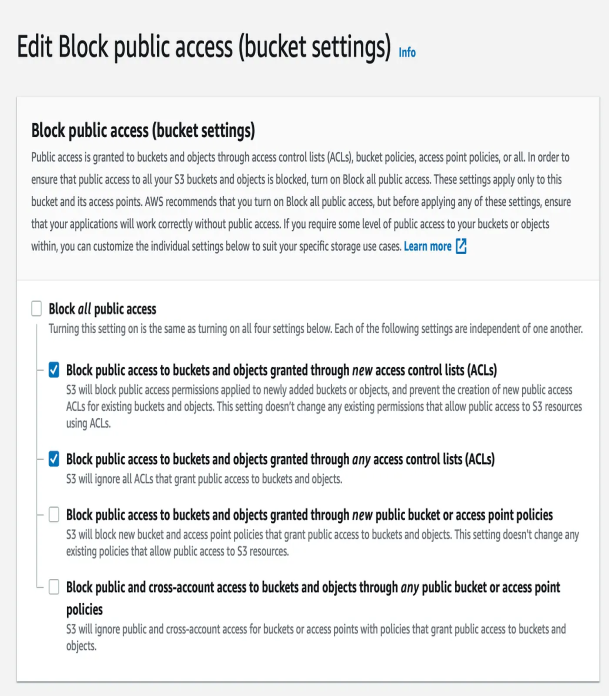 Edit Block public access (bucket settings) Info
Block public access (bucket settings)
Public access is granted to buckets and objects through access control lists (ACLs), bucket policies, access point policies, or all. In order to
ensure that public access to all your S3 buckets and objects is blocked, turn on Block all public access. These settings apply only to this
bucket and its access points. AWS recommends that you turn on Block all public access, but before applying any of these settings, ensure
that your applications will work correctly without public access. If you require some level of public access to your buckets or objects
within, you can customize the individual settings below to suit your specific storage use cases. Learn more
Block all public access
Turning this setting on is the same as turning on all four settings below. Each of the following settings are independent of one another.
Block public access to buckets and objects granted through new access control lists (ACLs)
S3 will block public access permissions applied to newly added buckets or objects, and prevent the creation of new public access
ACLs for existing buckets and objects. This setting doesn't change any existing permissions that allow public access to S3 resources
using ACLs.
Block public access to buckets and objects granted through any access control lists (ACLs)
S3 will ignore all ACLs that grant public access to buckets and objects.
Block public access to buckets and objects granted through new public bucket or access point policies
S3 will block new bucket and access point policies that grant public access to buckets and objects. This setting doesn't change any
existing policies that allow public access to S3 resources.
Block public and cross-account access to buckets and objects through any public bucket or access point
policies
S3 will ignore public and cross-account access for buckets or access points with policies that grant public access to buckets and
objects.